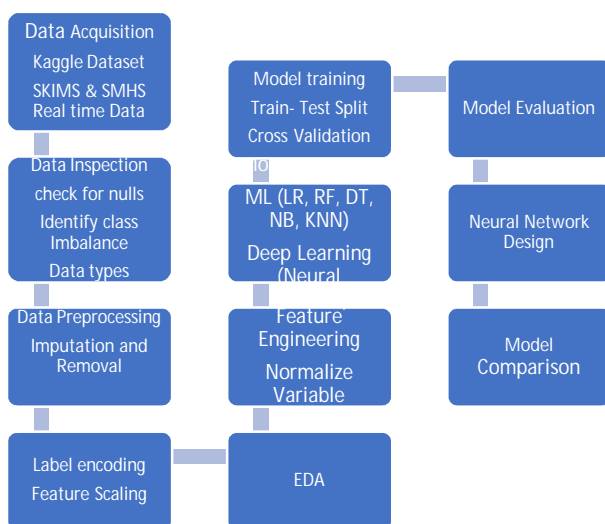 Data Acquisition
Kaggle Dataset
SKIMS & SMHS
Real time Data
Data Inspection
check for nulls
Identify class
Imbalance
Data types
Data Preprocessing
Imputation and
Removal
Label encoding
Feature Scaling
EDA
Feature
Engineering
Normalize
Variable
ML (LR, RF, DT,
NB, KNN)
Deep Learning
(Neural
Model training
Train- Test Split
Cross Validation
Model Evaluation
Neural Network
Design
Model
Comparison